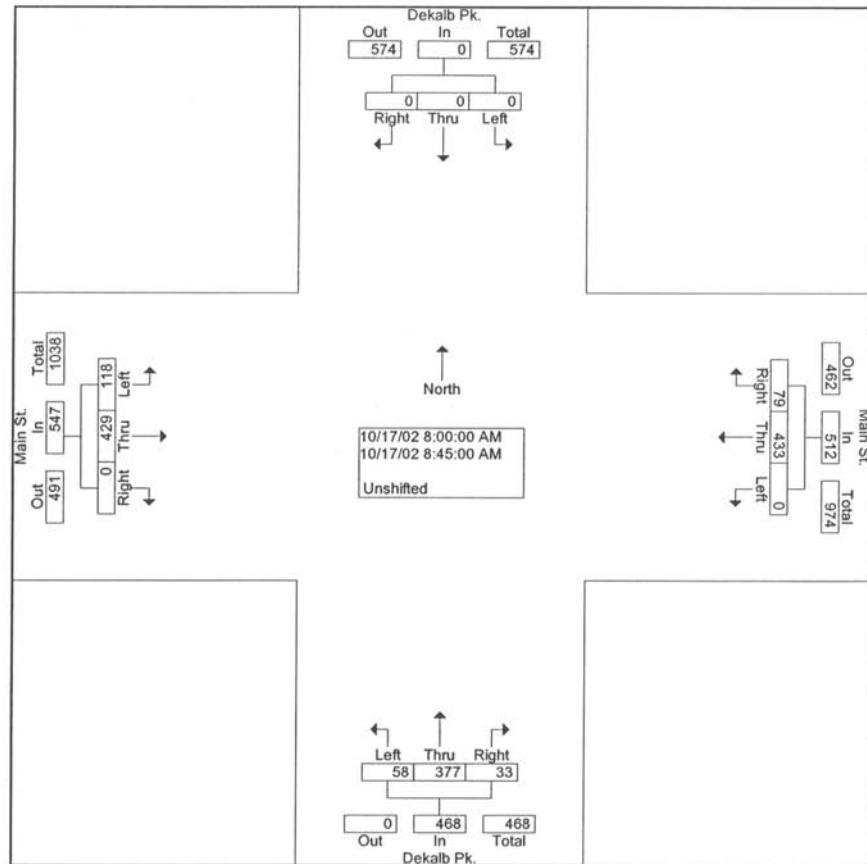 Dekalb Pk.
Out In Total
574 0 574
0 0 0
Right Thru Left
Main St.
Total In Out
1038 547 491
118 429 0
Left Thru Right
North
10/17/02 8:00:00 AM
10/17/02 8:45:00 AM
Unshifted
Right Thru Left
79 433 0
Out In Total
462 512 974
Main St.
Left Thru Right
58 377 33
0 468 468
Out In Total
Dekalb Pk.